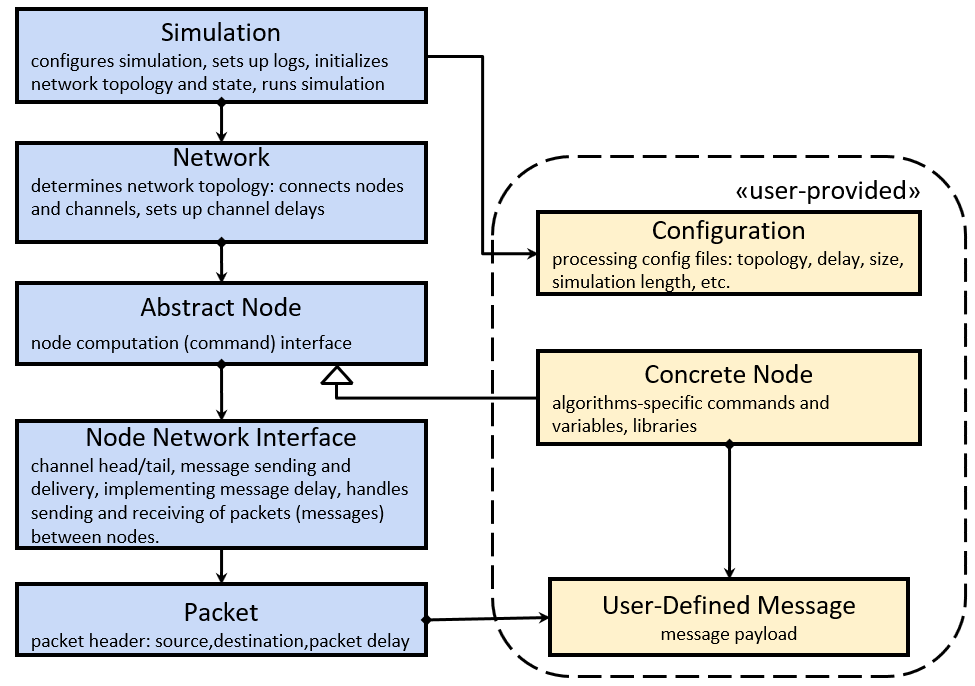 Simulation
configures simulation, sets up logs, initializes
network topology and state, runs simulation
Network
determines network topology: connects nodes
and channels, sets up channel delays
Abstract Node
node computation (command) interface
Node Network Interface
channel head/tail, message sending and
delivery, implementing message delay, handles
sending and receiving of packets (messages)
between nodes.
Packet
packet header: source,destination,packet delay
«user-provided»
Configuration
processing config files: topology, delay, size,
simulation length, etc.
Concrete Node
algorithms-specific commands and
variables, libraries
User-Defined Message
message payload